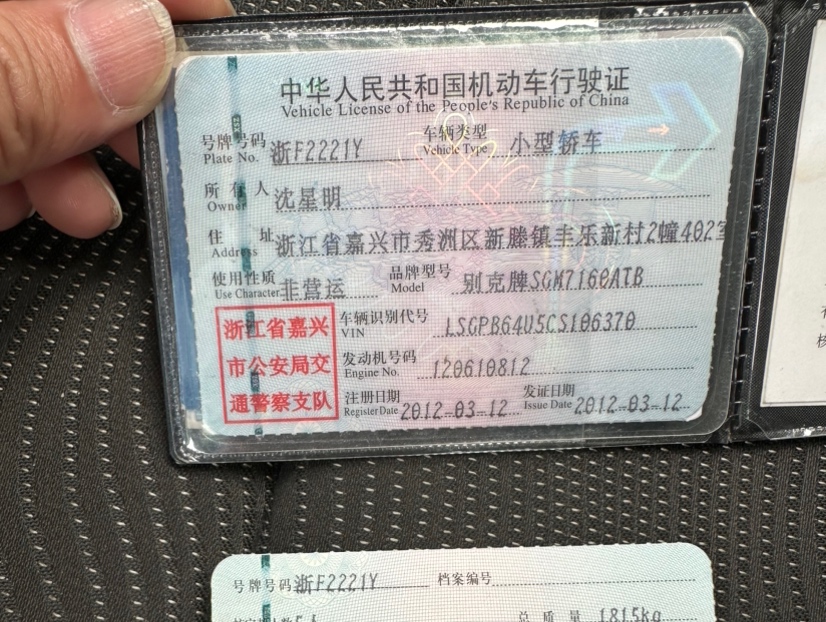 中华人民共和国机动车行驶证
Vehicle License of the People's Republic of China
号牌号码 浙F2221Y 车辆类型 小型轿车
Plate No. Vehicle Type
所有人 沈星明
Owner
住址 浙江省嘉兴市秀洲区新塍镇丰乐新村2幢402室
Address
使用性质 非营运 品牌型号 别克牌SGM7160ATB
Use Character Model
浙江省嘉兴
市公安局交
通警察支队
车辆识别代号 LSGPB64U5CS106370
VIN
发动机号码 120610812
Engine No.
注册日期 2012-03-12 发证日期 2012-03-12
Register Date Issue Date
号牌号码 浙F2221Y 档案编号
5人 总质量 1815kg